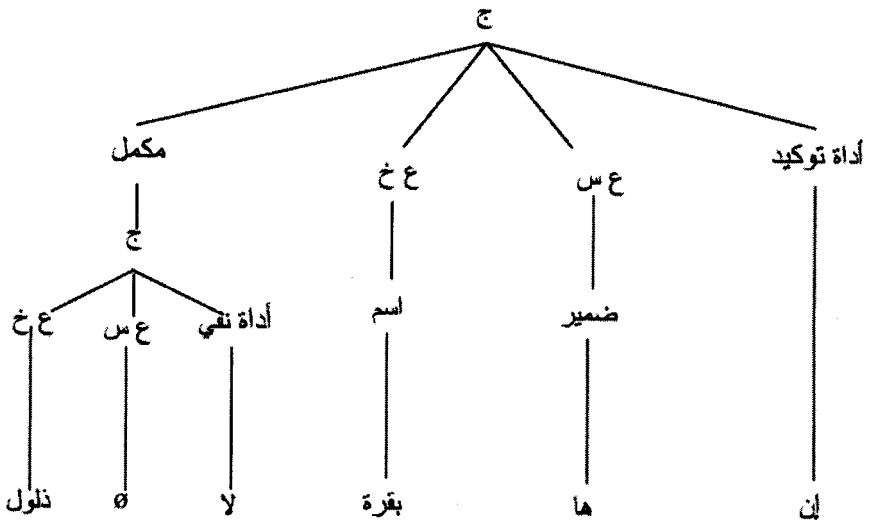 ج
أداة توكيد ع س ع خ مكمل
ج
ضمير اسم أداة نفي ع س ع خ
إن ها بقرة لا ø ذلول